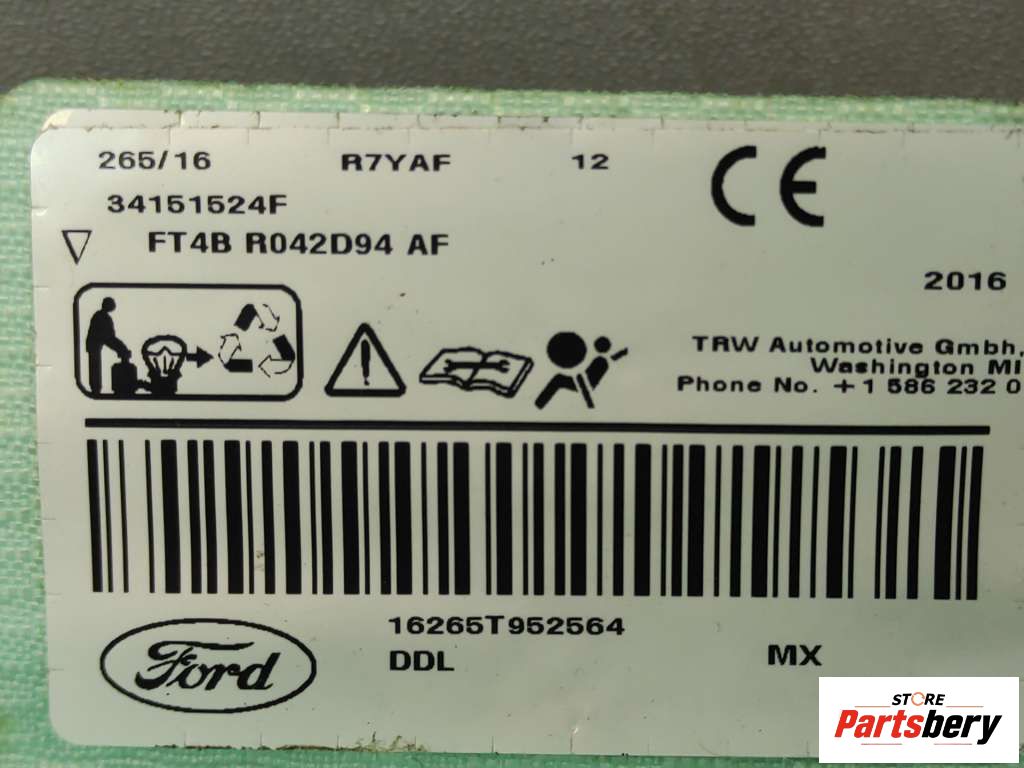 265/16 R7YAF 12
34151524F
FT4B R042D94 AF
2016
TRW Automotive Gmbh,
Washington MI
Phone No. +1 586 232 0
16265T952564
Ford
DDL MX
STORE
Partsbery